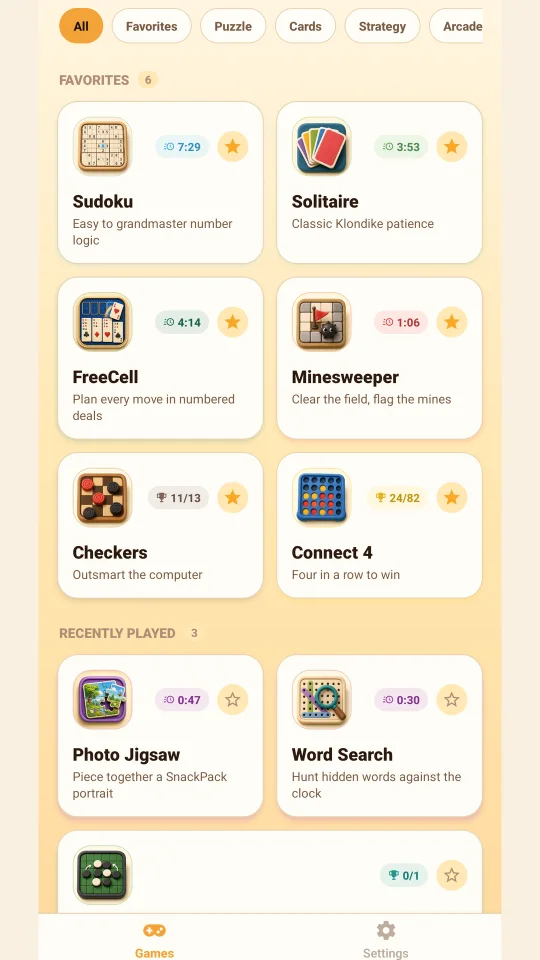 All
Favorites
Puzzle
Cards
Strategy
Arcade
FAVORITES 6
7:29
Sudoku
Easy to grandmaster number
logic
3:53
Solitaire
Classic Klondike patience
4:14
FreeCell
Plan every move in numbered
deals
1:06
Minesweeper
Clear the field, flag the mines
11/13
Checkers
Outsmart the computer
24/82
Connect 4
Four in a row to win
RECENTLY PLAYED 3
0:47
Photo Jigsaw
Piece together a SnackPack
portrait
0:30
Word Search
Hunt hidden words against the
clock
0/1
Games
Settings